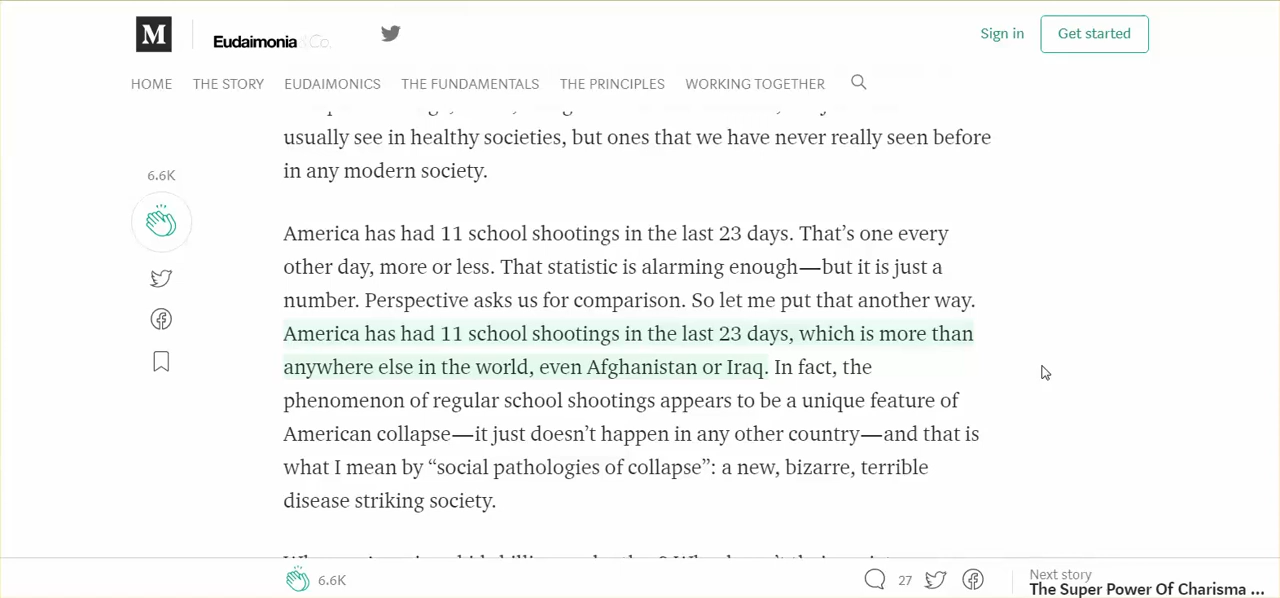 M
Eudaimonia & Co.
Sign in
Get started
HOME THE STORY EUDAIMONICS THE FUNDAMENTALS THE PRINCIPLES WORKING TOGETHER
usually see in healthy societies, but ones that we have never really seen before
in any modern society.
6.6K
America has had 11 school shootings in the last 23 days. That’s one every
other day, more or less. That statistic is alarming enough—but it is just a
number. Perspective asks us for comparison. So let me put that another way.
America has had 11 school shootings in the last 23 days, which is more than
anywhere else in the world, even Afghanistan or Iraq. In fact, the
phenomenon of regular school shootings appears to be a unique feature of
American collapse—it just doesn’t happen in any other country—and that is
what I mean by “social pathologies of collapse”: a new, bizarre, terrible
disease striking society.
6.6K
27
Next story
The Super Power Of Charisma ...